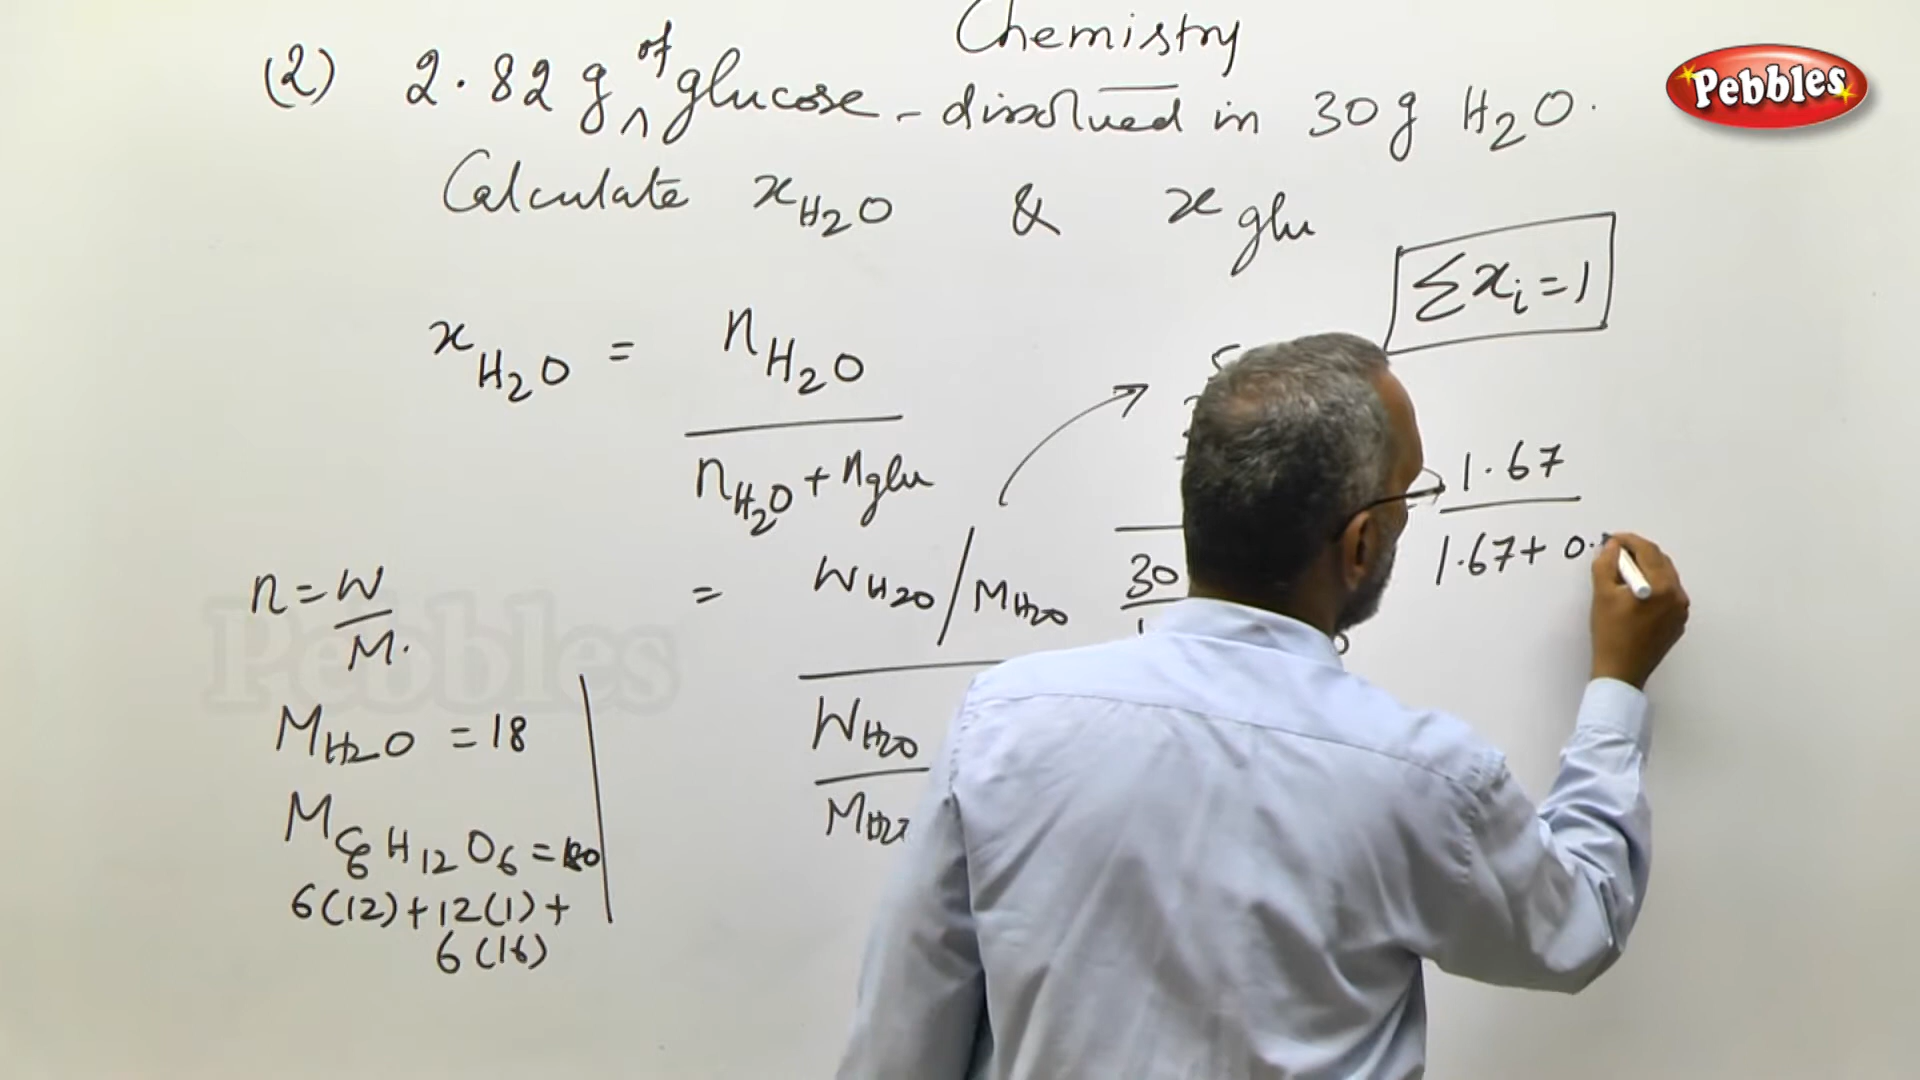 Chemistry
(2) 2.82 g of glucose - dissolved in 30 g H2O.
Pebbles
Calculate xH2O & x glu
Σxi=1
xH2O = nH2O
nH2O + nglu
1.67
1.67+ 0.
n = W
M.
= WH2O / MH2O
30
Pebbles
MH2O = 18
WH2O
MC6H12O6 = 180
6(12)+12(1)+
6(16)